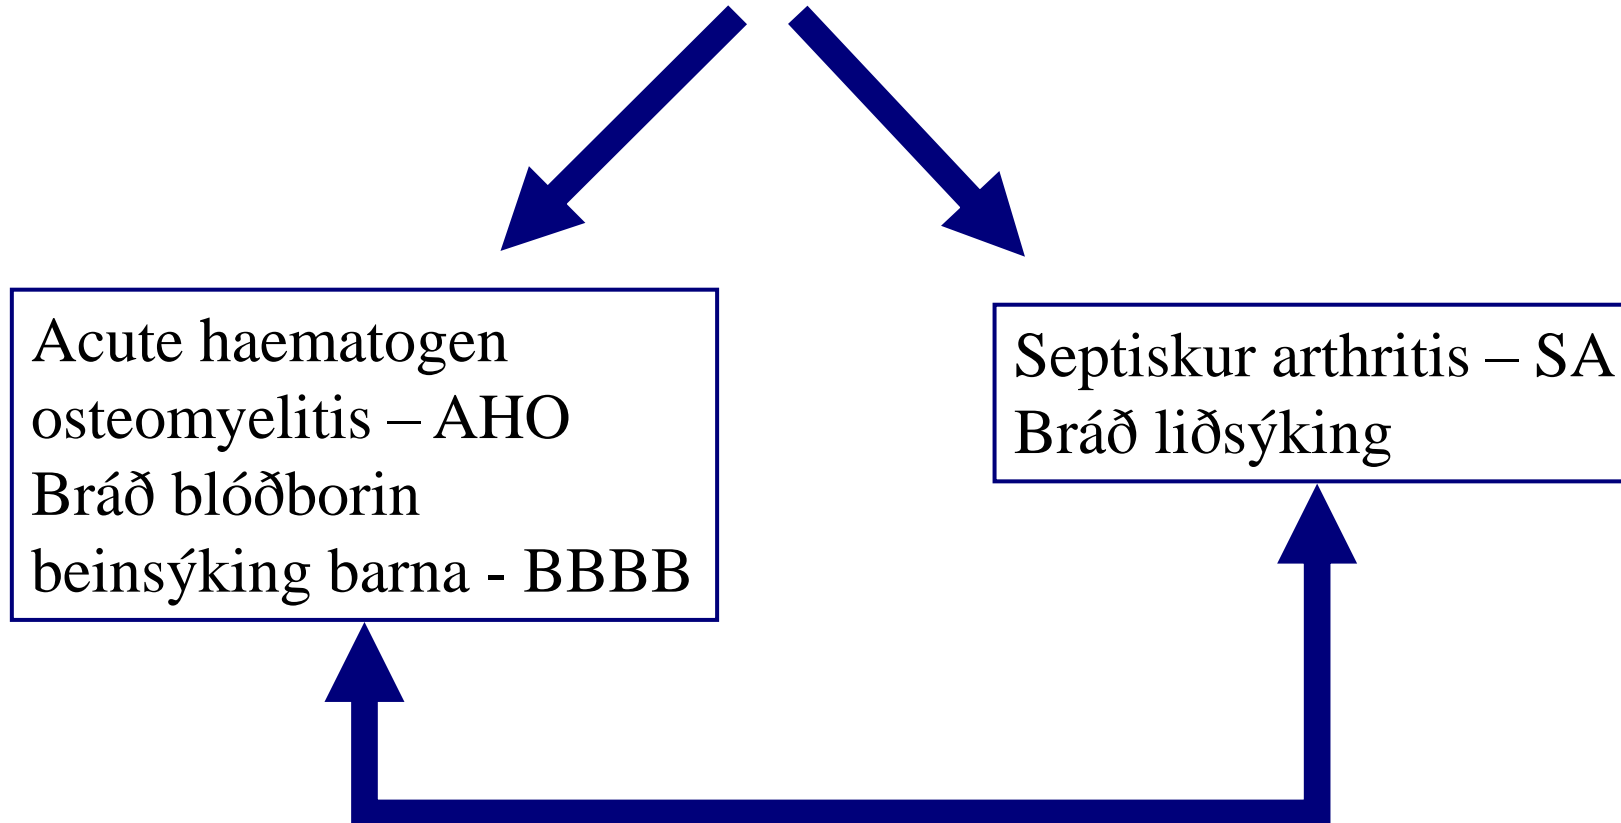 Acute haematogen
osteomyelitis – AHO
Bráð blóðborin
beinsýking barna - BBBB
Septiskur arthritis – SA
Bráð liðsýking